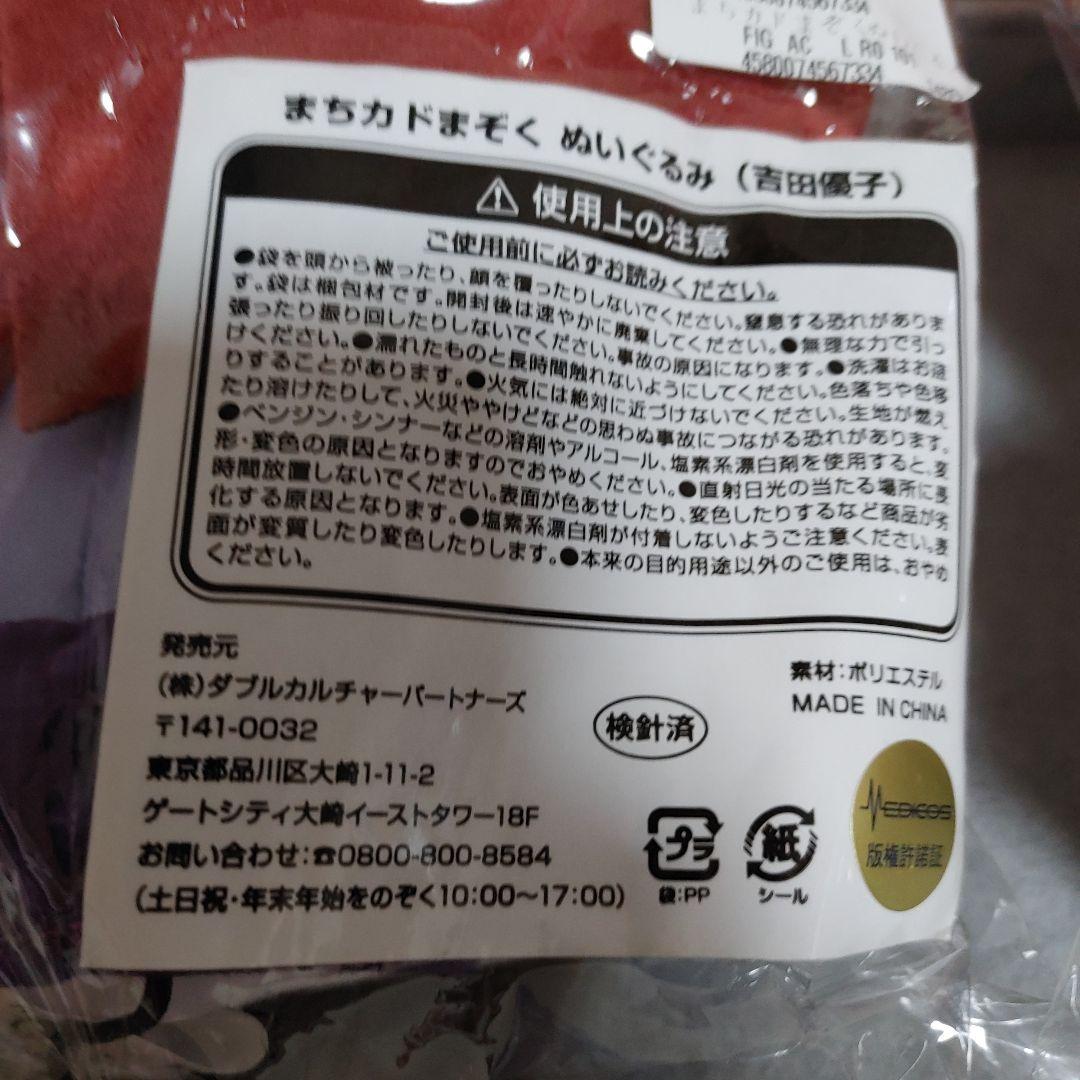 まちカドまぞく
FIG AC L RO
4580074567334
まちカドまぞく ぬいぐるみ（吉田優子）
使用上の注意
ご使用前に必ずお読みください。
●袋を頭から被ったり、顔を覆ったりしないでください。窒息する恐れがありま
す。袋は梱包材です。開封後は速やかに廃棄してください。●無理な力で引っ
張ったり振り回したりしないでください。事故の原因になります。●洗濯はお避
けください。●濡れたものと長時間触れないようにしてください。色落ちや色移
りすることがあります。●火気には絶対に近づけないでください。生地が燃え
たり溶けたりして、火災ややけどなどの思わぬ事故につながる恐れがあります。
●ベンジン・シンナーなどの溶剤やアルコール、塩素系漂白剤を使用すると、変
形・変色の原因となりますのでおやめください。●直射日光の当たる場所に長
時間放置しないでください。表面が色あせしたり、変色したりするなど商品が劣
化する原因となります。●塩素系漂白剤が付着しないようご注意ください。表
面が変質したり変色したりします。●本来の目的用途以外のご使用は、おやめ
ください。
発売元
（株）ダブルカルチャーパートナーズ
〒141-0032
東京都品川区大崎1-11-2
ゲートシティ大崎イーストタワー18F
お問い合わせ:☎0800-800-8584
（土日祝・年末年始をのぞく10:00〜17:00）
検針済
素材:ポリエステル
MADE IN CHINA
プラ
袋:PP
紙
シール
MEDICOS
版権許諾証